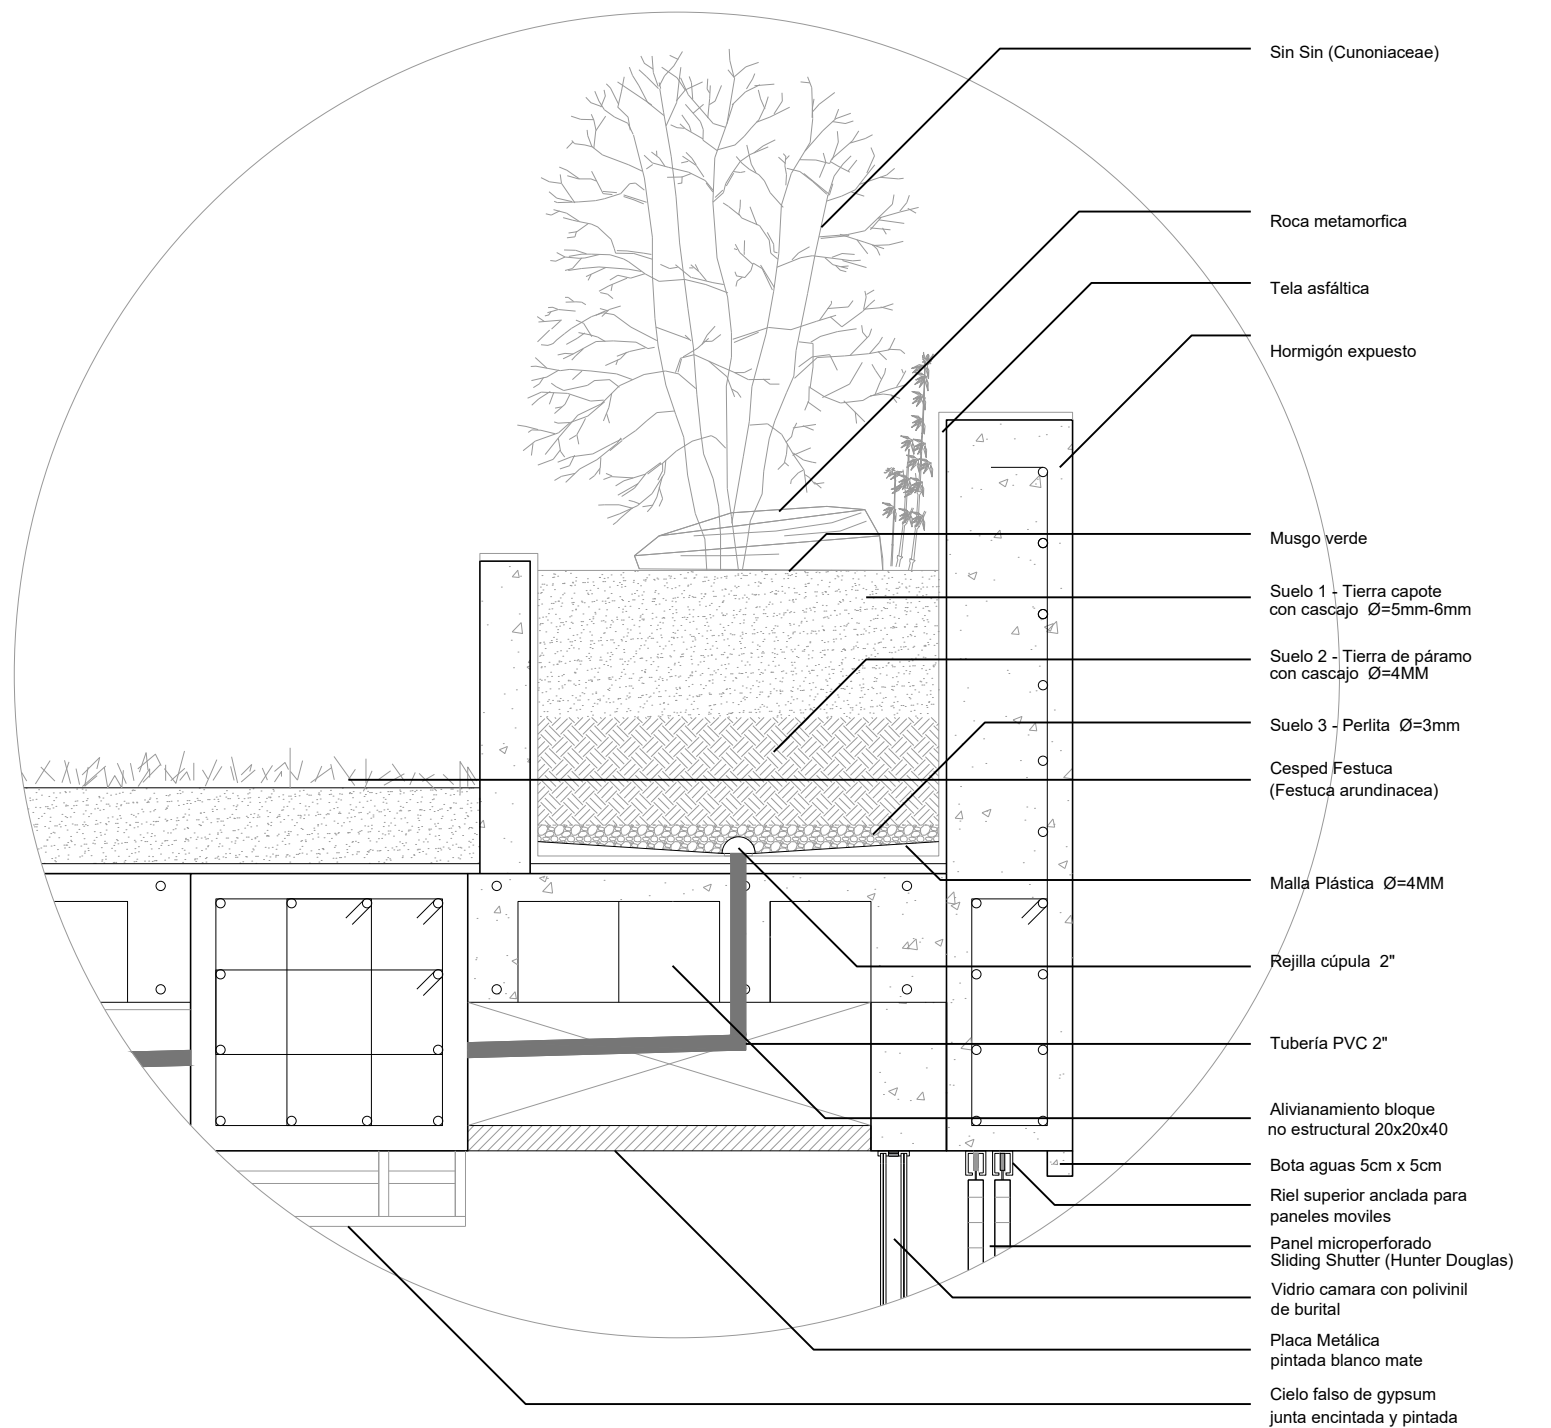 Sin Sin (Cunoniaceae)
Roca metamorfica
Tela asfáltica
Hormigón expuesto
Musgo verde
Suelo 1 - Tierra capote
con cascajo Ø=5mm-6mm
Suelo 2 - Tierra de páramo
con cascajo Ø=4MM
Suelo 3 - Perlita Ø=3mm
Cesped Festuca
(Festuca arundinacea)
Malla Plástica Ø=4MM
Rejilla cúpula 2"
Tubería PVC 2"
Alivianamiento bloque
no estructural 20x20x40
Bota aguas 5cm x 5cm
Riel superior anclada para
paneles moviles
Panel microperforado
Sliding Shutter (Hunter Douglas)
Vidrio camara con polivinil
de burital
Placa Metálica
pintada blanco mate
Cielo falso de gypsum
junta encintada y pintada